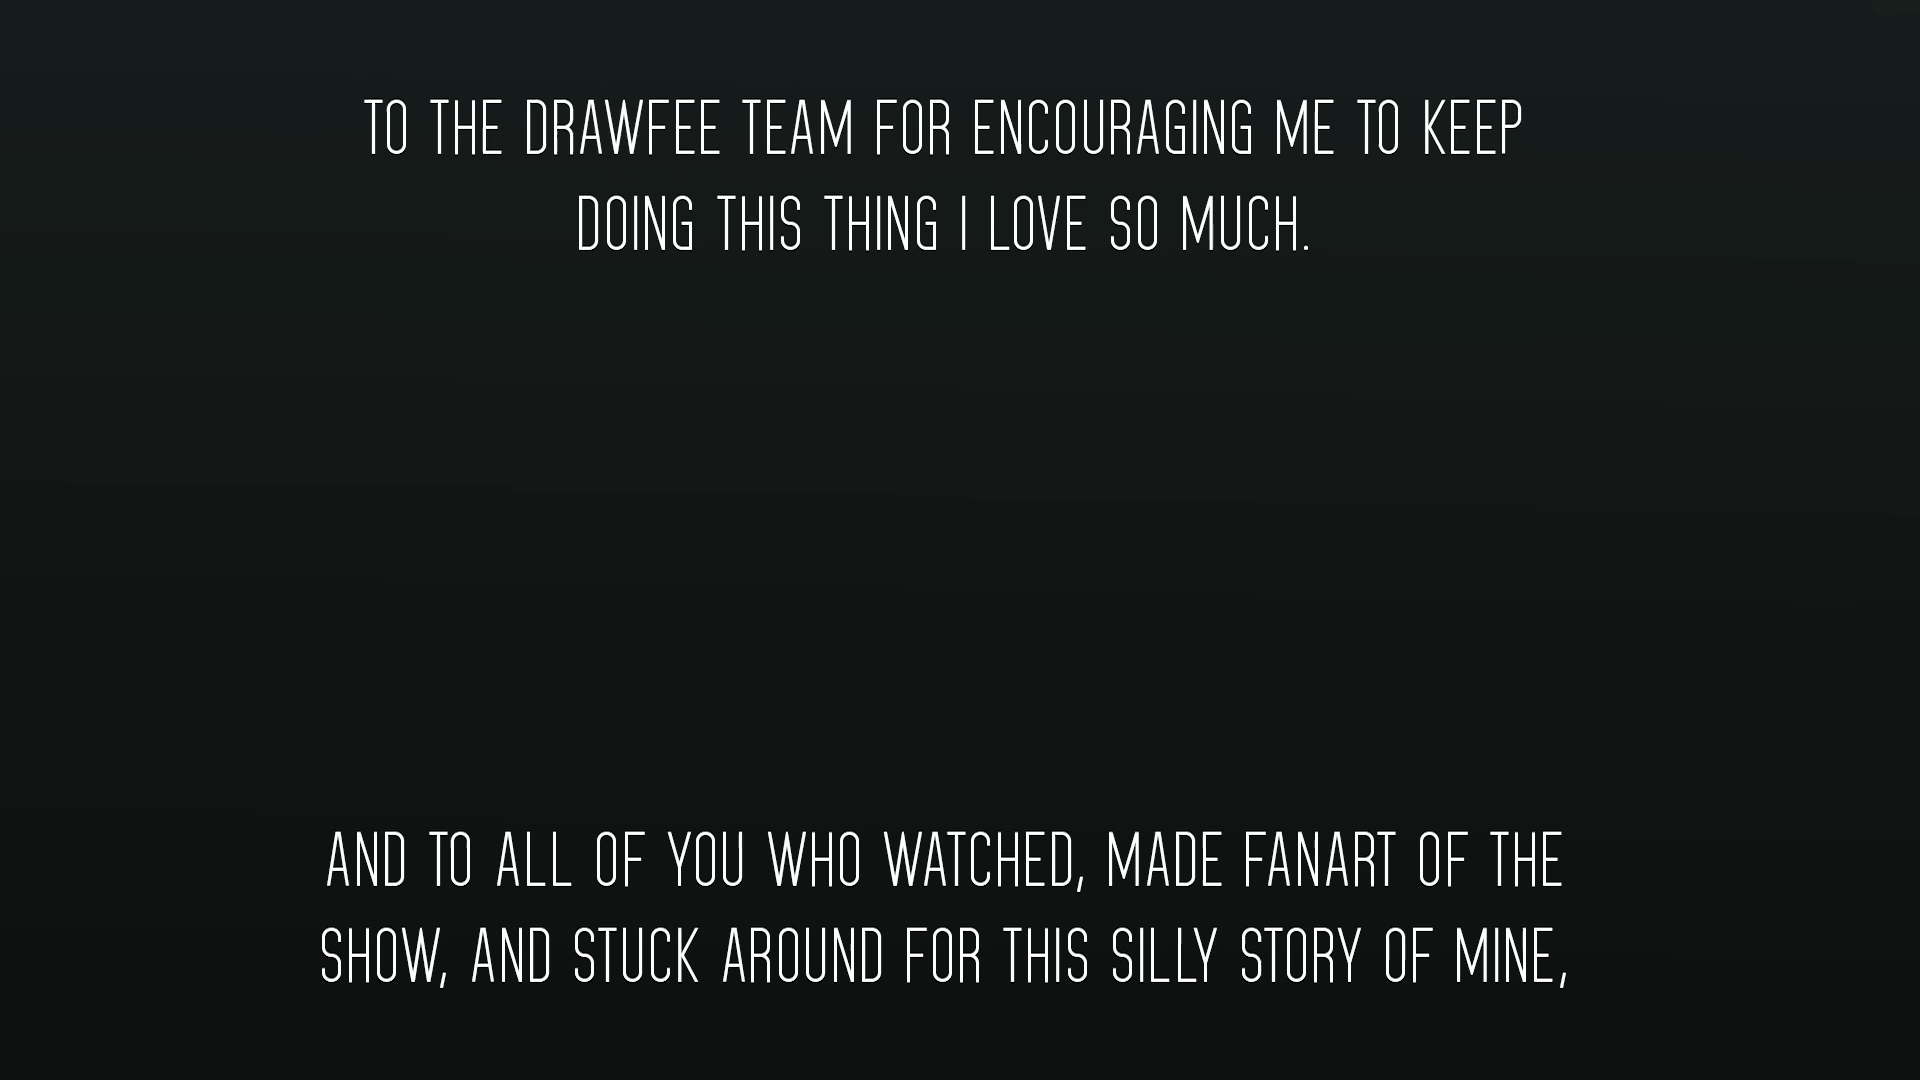 TO THE DRAWFEE TEAM FOR ENCOURAGING ME TO KEEP
DOING THIS THING I LOVE SO MUCH.
AND TO ALL OF YOU WHO WATCHED, MADE FANART OF THE
SHOW, AND STUCK AROUND FOR THIS SILLY STORY OF MINE,